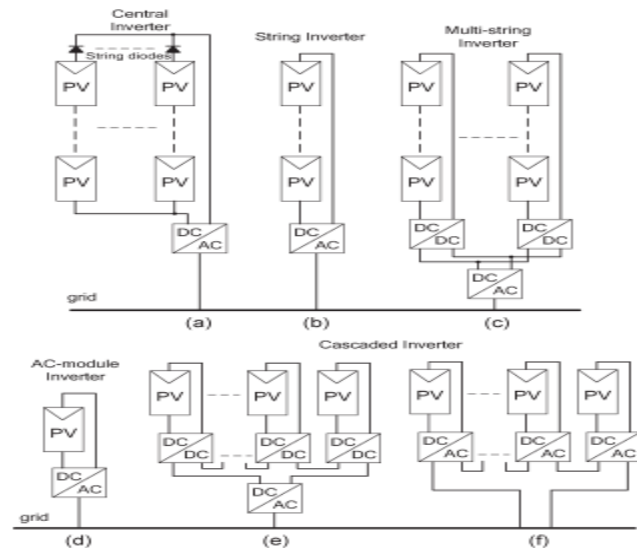 Central
Inverter
String diodes
PV PV
PV PV
DC
AC
String Inverter
PV
PV
DC
AC
Multi-string
Inverter
PV PV
PV PV
DC DC
DC DC
DC
AC
grid
(a) (b) (c)
Cascaded Inverter
AC-module
Inverter
PV
DC
AC
PV PV PV
DC DC DC
DC DC DC
DC
AC
PV PV PV
DC DC DC
AC AC AC
grid
(d) (e) (f)